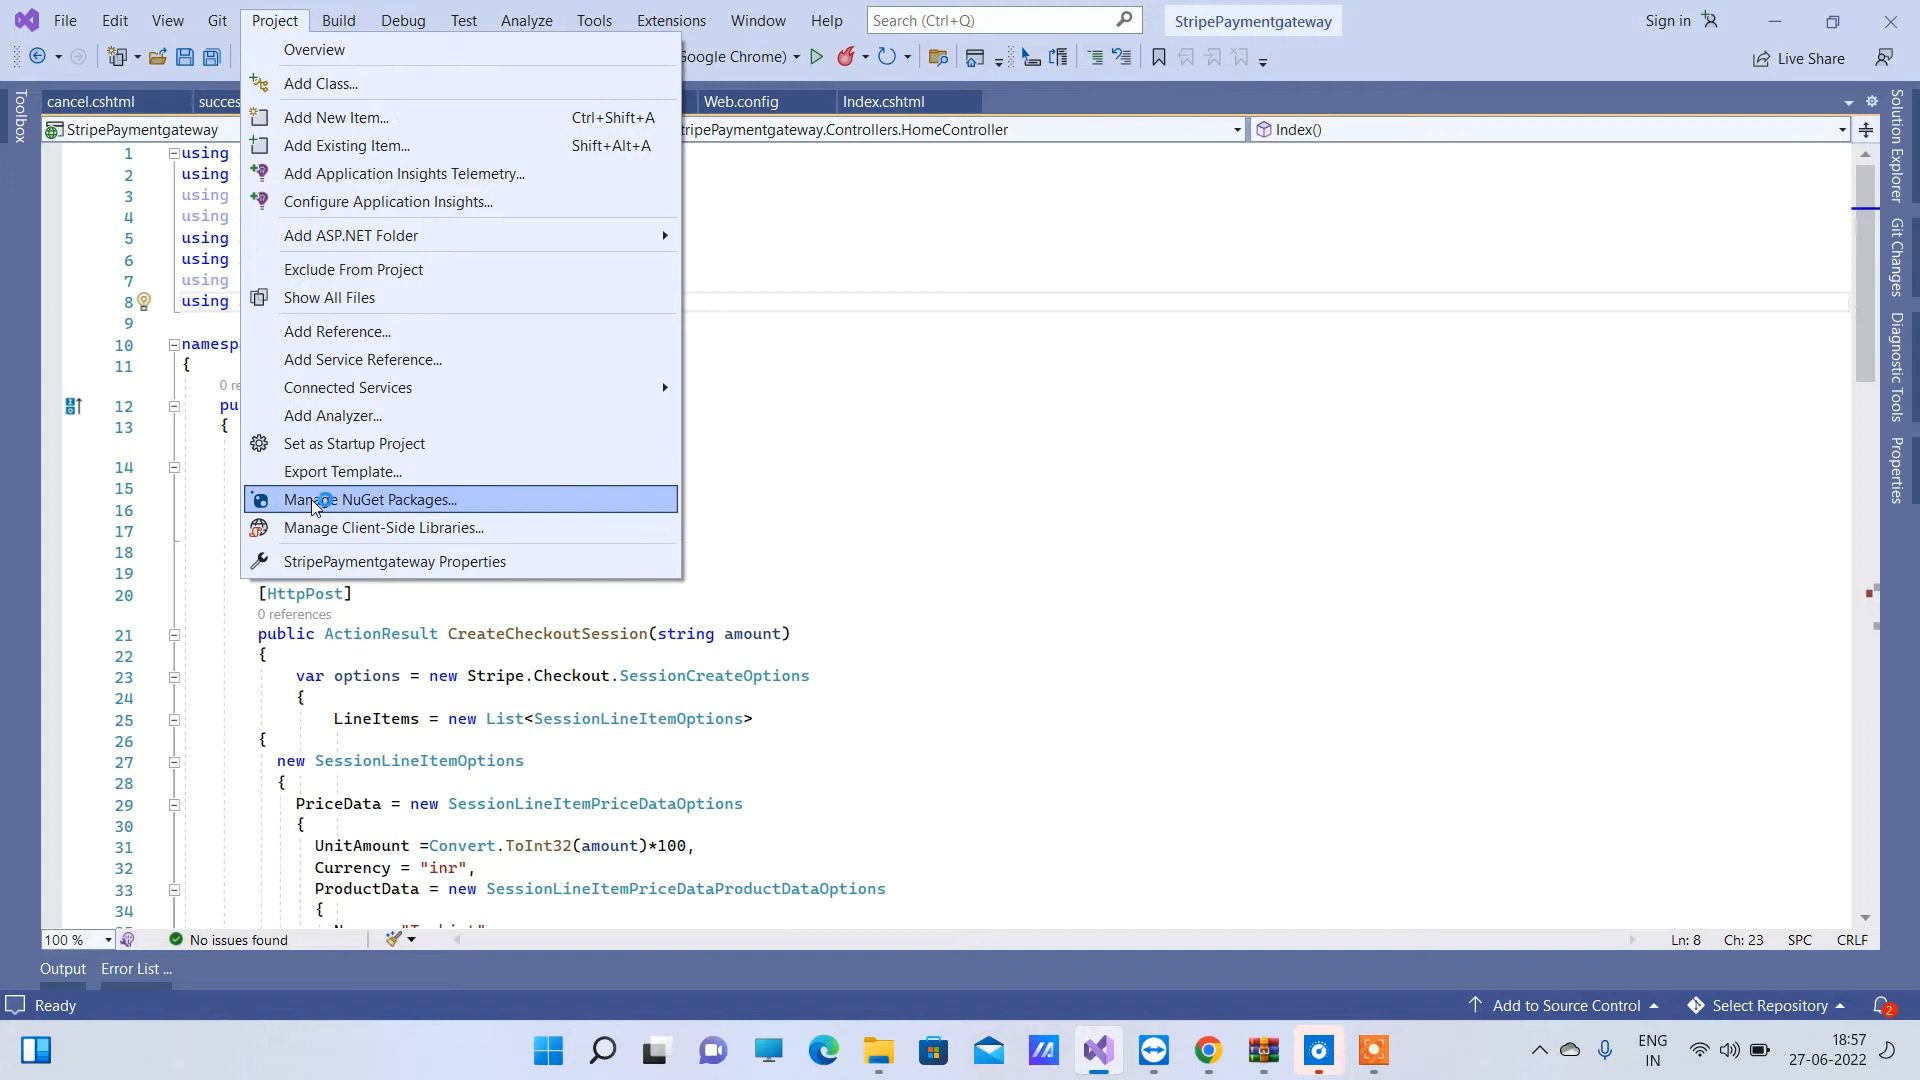 File Edit View Git Project Build Debug Test Analyze Tools Extensions Window Help Search (Ctrl+Q) StripePaymentgateway Sign in
Google Chrome) Live Share
cancel.cshtml succes Web.config Index.cshtml
StripePaymentgateway tripePaymentgateway.Controllers.HomeController Index()
Toolbox
Overview
Add Class...
Add New Item... Ctrl+Shift+A
Add Existing Item... Shift+Alt+A
Add Application Insights Telemetry...
Configure Application Insights...
Add ASP.NET Folder
Exclude From Project
Show All Files
Add Reference...
Add Service Reference...
Connected Services
Add Analyzer...
Set as Startup Project
Export Template...
Manage NuGet Packages...
Manage Client-Side Libraries...
StripePaymentgateway Properties
1 using
2 using
3 using
4 using
5 using
6 using
7 using
8 using
9
10 namesp
11 {
0 re
12 pu
13 {
14
15
16
17
18
19
20 [HttpPost]
0 references
21 public ActionResult CreateCheckoutSession(string amount)
22 {
23 var options = new Stripe.Checkout.SessionCreateOptions
24 {
25 LineItems = new List<SessionLineItemOptions>
26 {
27 new SessionLineItemOptions
28 {
29 PriceData = new SessionLineItemPriceDataOptions
30 {
31 UnitAmount =Convert.ToInt32(amount)*100,
32 Currency = "inr",
33 ProductData = new SessionLineItemPriceDataProductDataOptions
34 {
Solution Explorer
Git Changes
Diagnostic Tools
Properties
100 % No issues found Ln: 8 Ch: 23 SPC CRLF
Output Error List ...
Ready Add to Source Control Select Repository 2
ENG
IN
18:57
27-06-2022